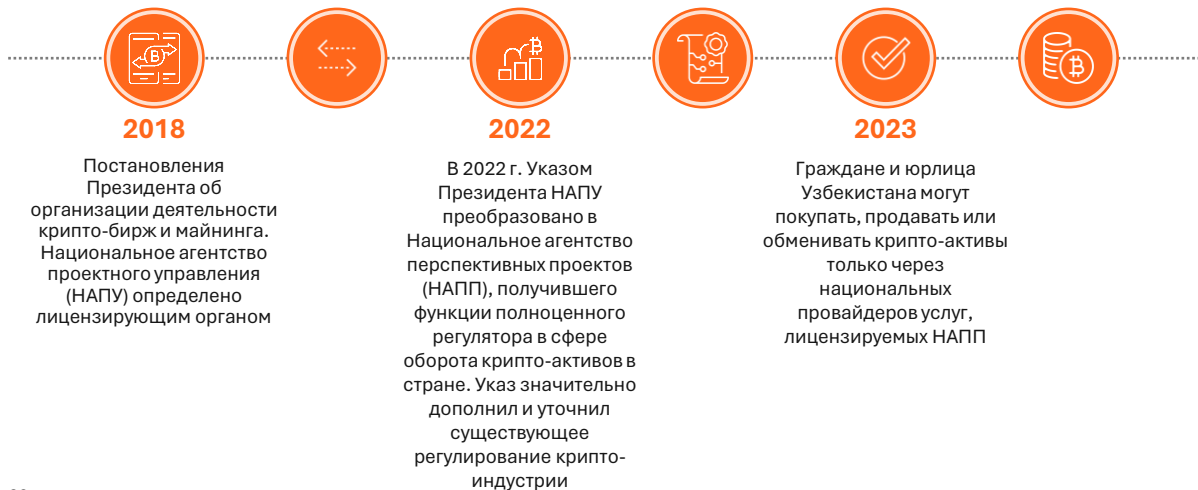 2018
Постановления
Президента об
организации деятельности
крипто-бирж и майнинга.
Национальное агентство
проектного управления
(НАПУ) определено
лицензирующим органом
2022
В 2022 г. Указом
Президента НАПУ
преобразовано в
Национальное агентство
перспективных проектов
(НАПП), получившего
функции полноценного
регулятора в сфере
оборота крипто-активов в
стране. Указ значительно
дополнил и уточнил
существующее
регулирование крипто-
индустрии
2023
Граждане и юрлица
Узбекистана могут
покупать, продавать или
обменивать крипто-активы
только через
национальных
провайдеров услуг,
лицензируемых НАПП